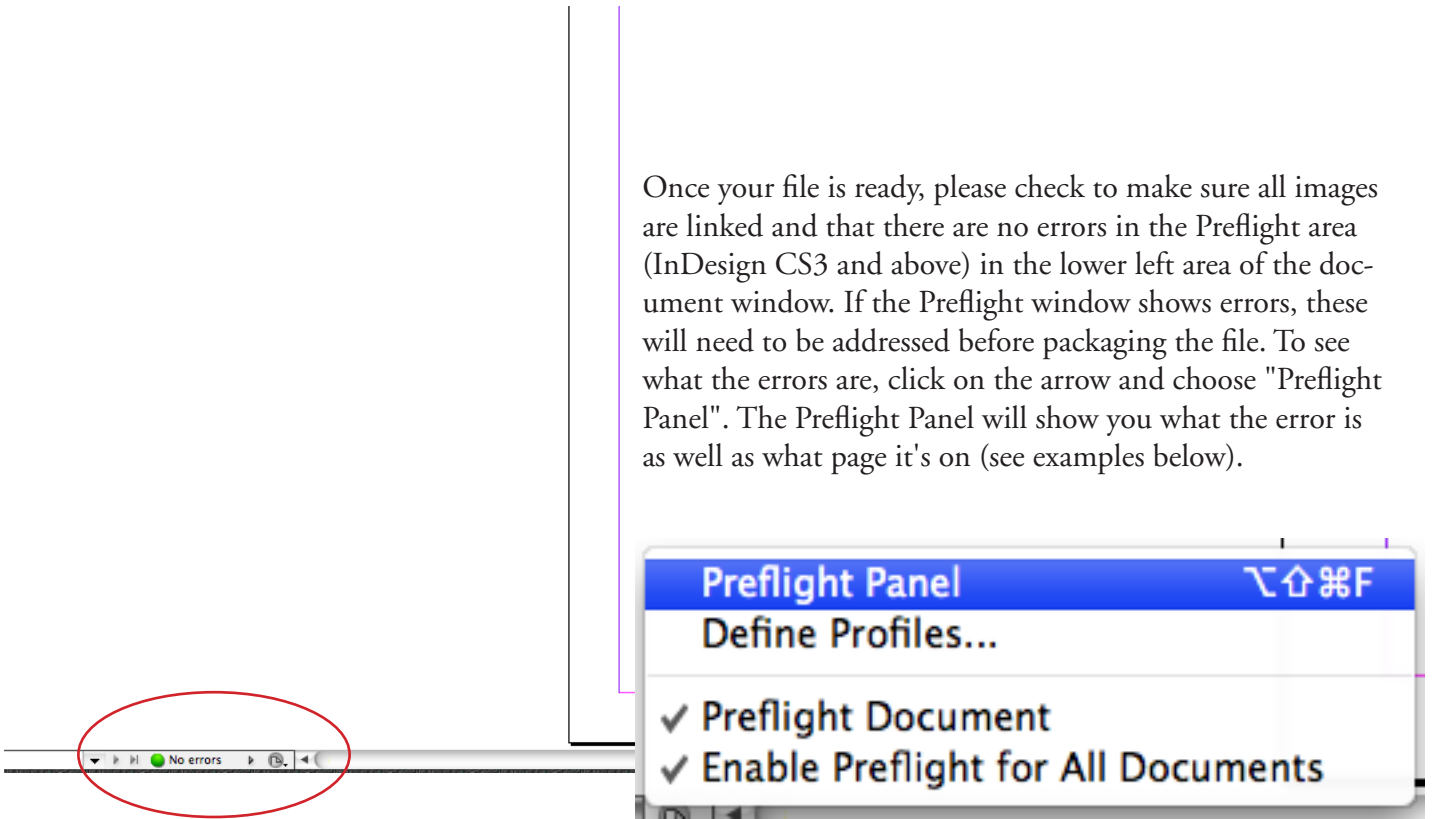 Once your file is ready, please check to make sure all images
are linked and that there are no errors in the Preflight area
(InDesign CS3 and above) in the lower left area of the doc-
ument window. If the Preflight window shows errors, these
will need to be addressed before packaging the file. To see
what the errors are, click on the arrow and choose "Preflight
Panel". The Preflight Panel will show you what the error is
as well as what page it's on (see examples below).
Preflight Panel ⌥⇧⌘F
Define Profiles...
✓ Preflight Document
✓ Enable Preflight for All Documents
No errors